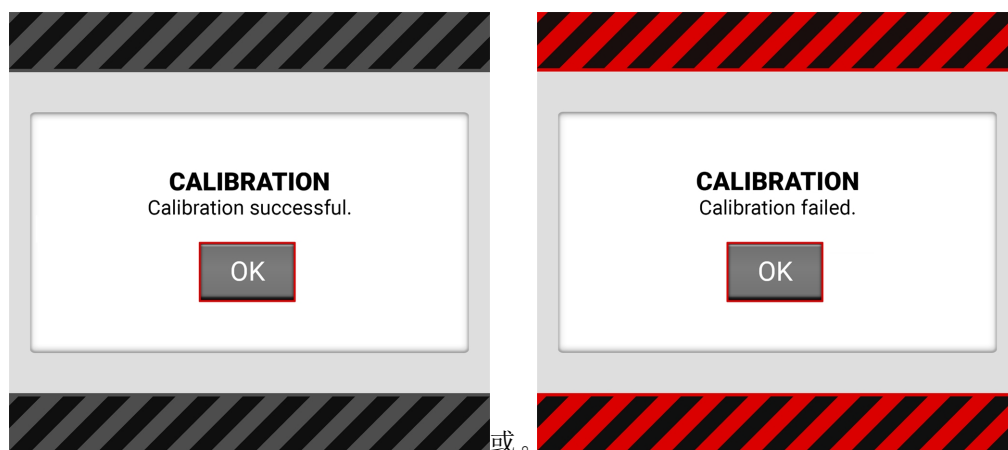 CALIBRATION
Calibration successful.
OK
或
CALIBRATION
Calibration failed.
OK
。